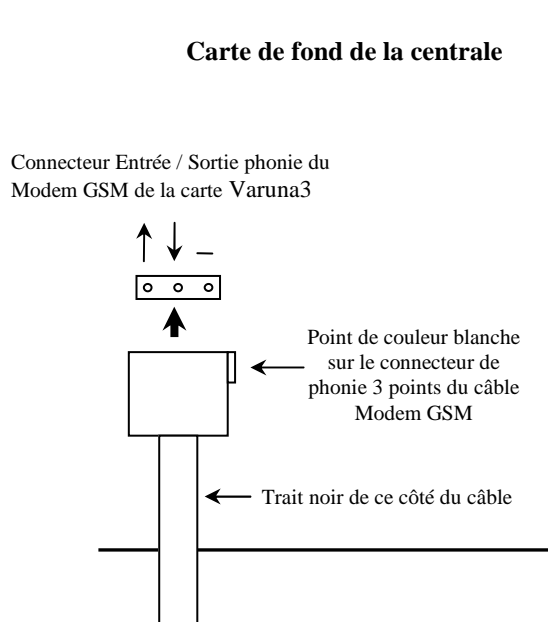 Carte de fond de la centrale
Connecteur Entrée / Sortie phonie du
Modem GSM de la carte Varuna3
Point de couleur blanche
sur le connecteur de
phonie 3 points du câble
Modem GSM
Trait noir de ce côté du câble